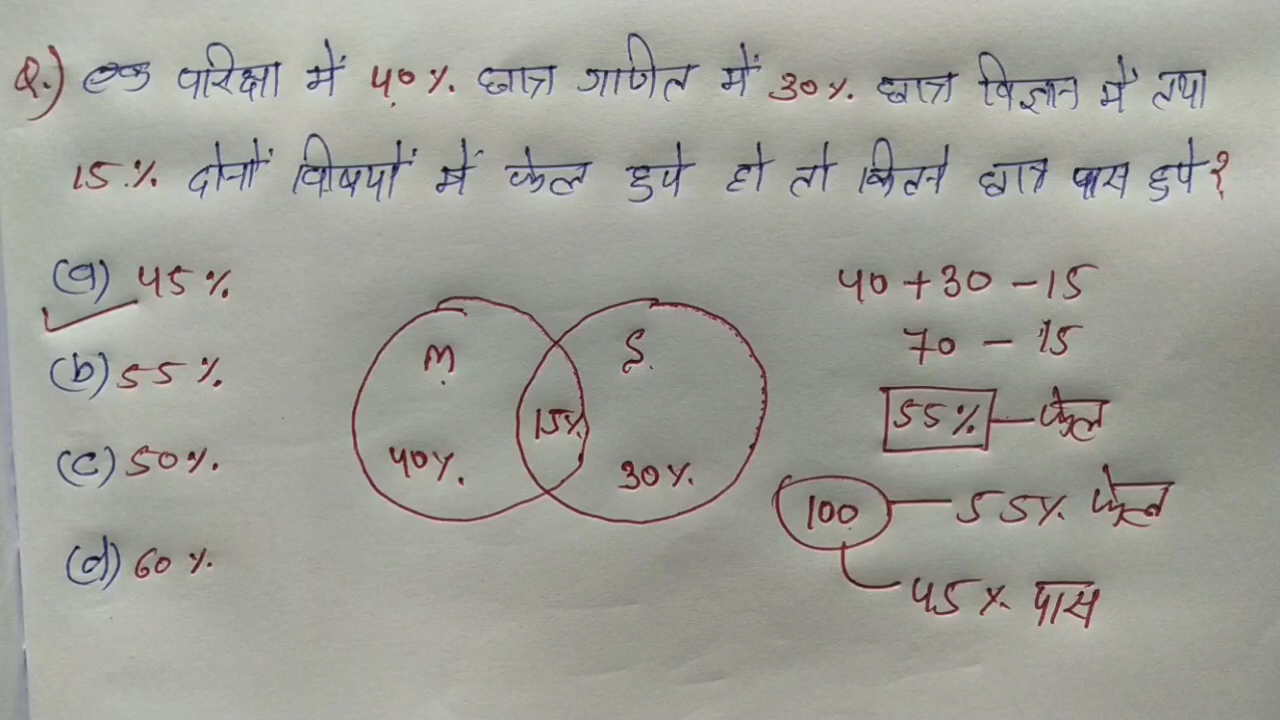 Q.) एक परिक्षा में 40%. छात्र गणित में 30%. छात्र विज्ञान में तथा
15%. दोनों विषयों में फेल हुये हो तो कितने छात्र पास हुये?
(a) 45%.
(b) 55%.
(c) 50%.
(d) 60%.
M
S
15%
40%.
30%.
40 + 30 - 15
70 - 15
55% - फेल
100 - 55%. फेल
45%. पास